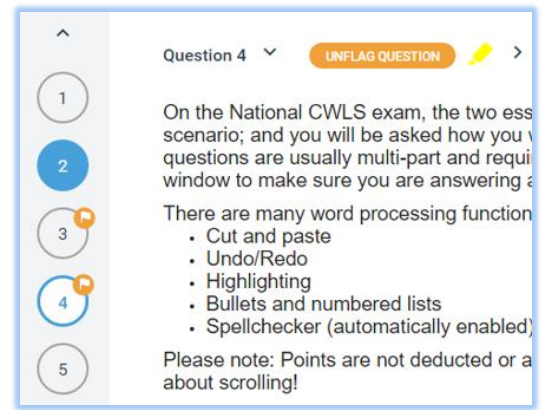 Question 4 UNFLAG QUESTION
1
On the National CWLS exam, the two ess
scenario; and you will be asked how you
2
questions are usually multi-part and requi
window to make sure you are answering a
There are many word processing function
3
• Cut and paste
• Undo/Redo
• Highlighting
4
• Bullets and numbered lists
• Spellchecker (automatically enabled)
Please note: Points are not deducted or a
5
about scrolling!